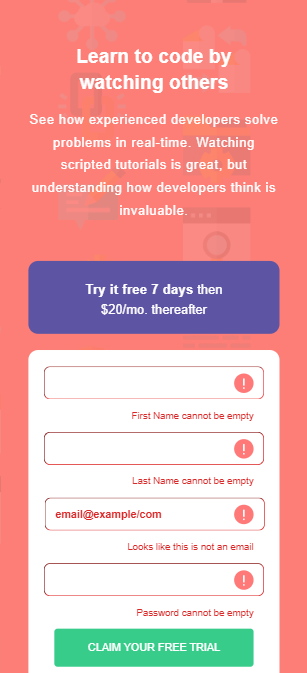 Learn to code by
watching others
See how experienced developers solve
problems in real-time. Watching
scripted tutorials is great, but
understanding how developers think is
invaluable.
Try it free 7 days then
$20/mo. thereafter
!
First Name cannot be empty
!
Last Name cannot be empty
email@example/com !
Looks like this is not an email
!
Password cannot be empty
CLAIM YOUR FREE TRIAL